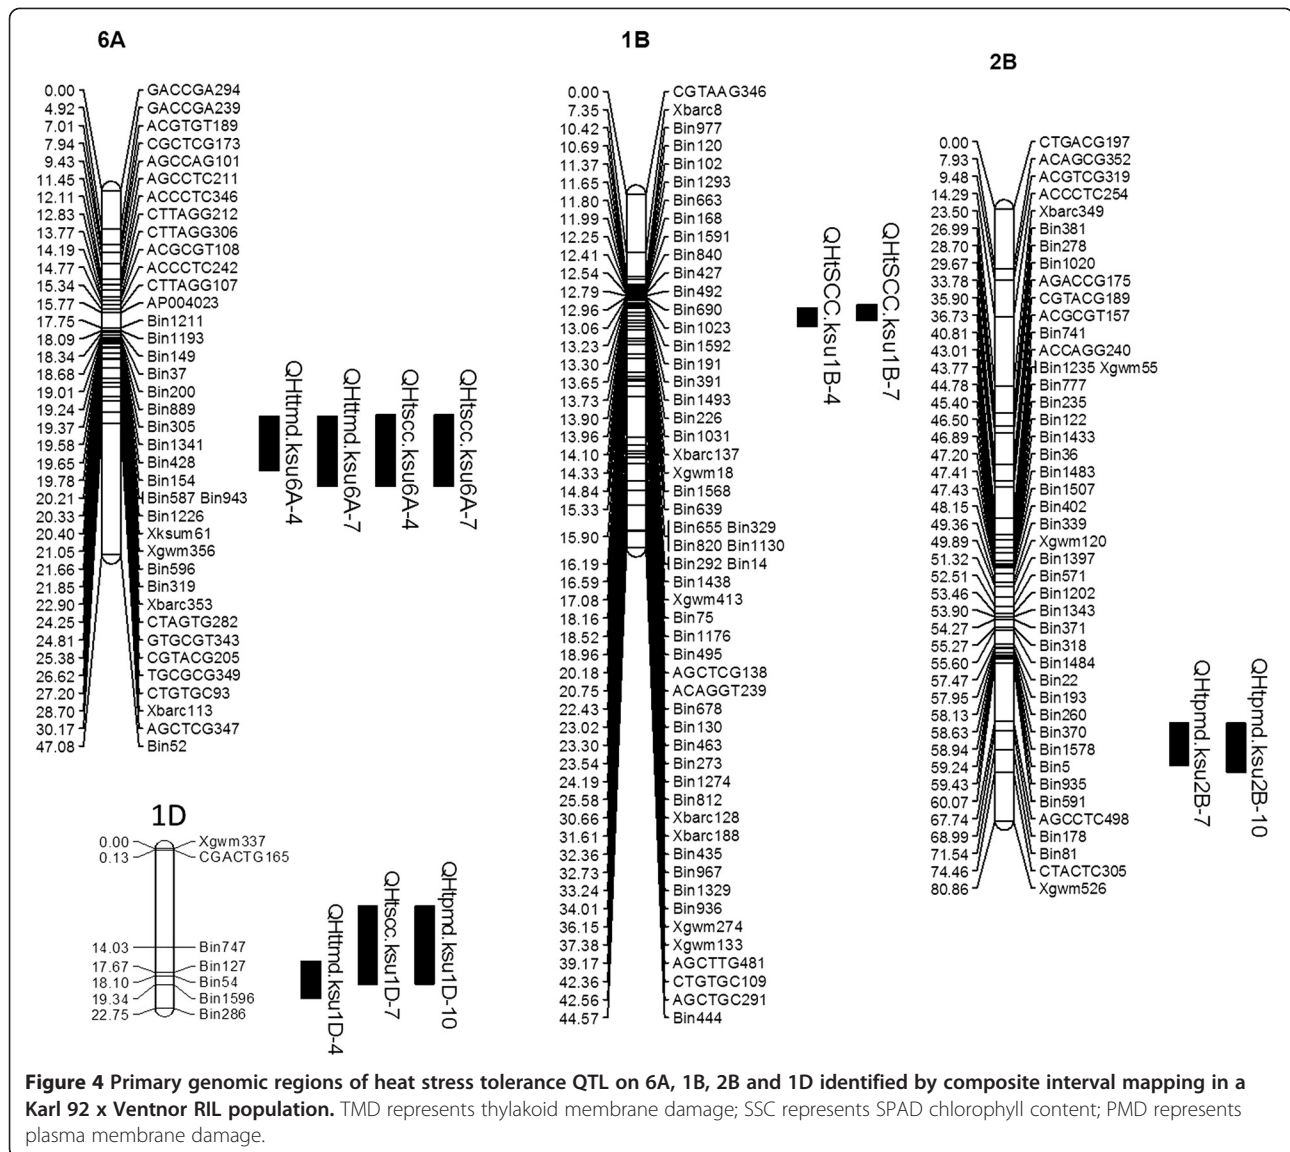 6A
0.00 GACCGA294
4.92 GACCGA239
7.01 ACGTGT189
7.94 CGCTCG173
9.43 AGCCAG101
11.45 AGCCTC211
12.11 ACCCTC346
12.83 CTTAGG212
13.77 CTTAGG306
14.19 ACGCGT108
14.77 ACCCTC242
15.34 CTTAGG107
15.77 AP004023
17.75 Bin1211
18.09 Bin1193
18.34 Bin149
18.68 Bin37
19.01 Bin200
19.24 Bin889
19.37 Bin305
19.58 Bin1341
19.65 Bin428
19.78 Bin154
20.21 Bin587 Bin943
20.33 Bin1226
20.40 Xksum61
21.05 Xgwm356
21.66 Bin596
21.85 Bin319
22.90 Xbarc353
24.25 CTAGTG282
24.81 GTGCGT343
25.38 CGTACG205
26.62 TGCGCG349
27.20 CTGTGC93
28.70 Xbarc113
30.17 AGCTCG347
47.08 Bin52
QHttmd.ksu6A-4
QHttmd.ksu6A-7
QHtscc.ksu6A-4
QHtscc.ksu6A-7
1D
0.00 Xgwm337
0.13 CGACTG165
14.03 Bin747
17.67 Bin127
18.10 Bin54
19.34 Bin1596
22.75 Bin286
QHttmd.ksu1D-4
QHtscc.ksu1D-7
QHtpmd.ksu1D-10
1B
0.00 CGTAAG346
7.35 Xbarc8
10.42 Bin977
10.69 Bin120
11.37 Bin102
11.65 Bin1293
11.80 Bin663
11.99 Bin168
12.25 Bin1591
12.41 Bin840
12.54 Bin427
12.79 Bin492
12.96 Bin690
13.06 Bin1023
13.23 Bin1592
13.30 Bin191
13.65 Bin391
13.73 Bin1493
13.90 Bin226
13.96 Bin1031
14.10 Xbarc137
14.33 Xgwm18
14.84 Bin1568
15.33 Bin639
15.90 Bin655 Bin329
Bin820 Bin1130
16.19 Bin292 Bin14
16.59 Bin1438
17.08 Xgwm413
18.16 Bin75
18.52 Bin1176
18.96 Bin495
20.18 AGCTCG138
20.75 ACAGGT239
22.43 Bin678
23.02 Bin130
23.30 Bin463
23.54 Bin273
24.19 Bin1274
25.58 Bin812
30.66 Xbarc128
31.61 Xbarc188
32.36 Bin435
32.73 Bin967
33.24 Bin1329
34.01 Bin936
36.15 Xgwm274
37.38 Xgwm133
39.17 AGCTTG481
42.36 CTGTGC109
42.56 AGCTGC291
44.57 Bin444
QHtSCC.ksu1B-4
QHtSCC.ksu1B-7
2B
0.00 CTGACG197
7.93 ACAGCG352
9.48 ACGTCG319
14.29 ACCCTC254
23.50 Xbarc349
26.99 Bin381
28.70 Bin278
29.67 Bin1020
33.78 AGACCG175
35.90 CGTACG189
36.73 ACGCGT157
40.81 Bin741
43.01 ACCAGG240
43.77 Bin1235 Xgwm55
44.78 Bin777
45.40 Bin235
46.50 Bin122
46.89 Bin1433
47.20 Bin36
47.41 Bin1483
47.43 Bin1507
48.15 Bin402
49.36 Bin339
49.89 Xgwm120
51.32 Bin1397
52.51 Bin571
53.46 Bin1202
53.90 Bin1343
54.27 Bin371
55.27 Bin318
55.60 Bin1484
57.47 Bin22
57.95 Bin193
58.13 Bin260
58.63 Bin370
58.94 Bin1578
59.24 Bin5
59.43 Bin935
60.07 Bin591
67.74 AGCCTC498
68.99 Bin178
71.54 Bin81
74.46 CTACTC305
80.86 Xgwm526
QHtpmd.ksu2B-7
QHtpmd.ksu2B-10
Figure 4 Primary genomic regions of heat stress tolerance QTL on 6A, 1B, 2B and 1D identified by composite interval mapping in a
Karl 92 x Ventnor RIL population. TMD represents thylakoid membrane damage; SSC represents SPAD chlorophyll content; PMD represents
plasma membrane damage.